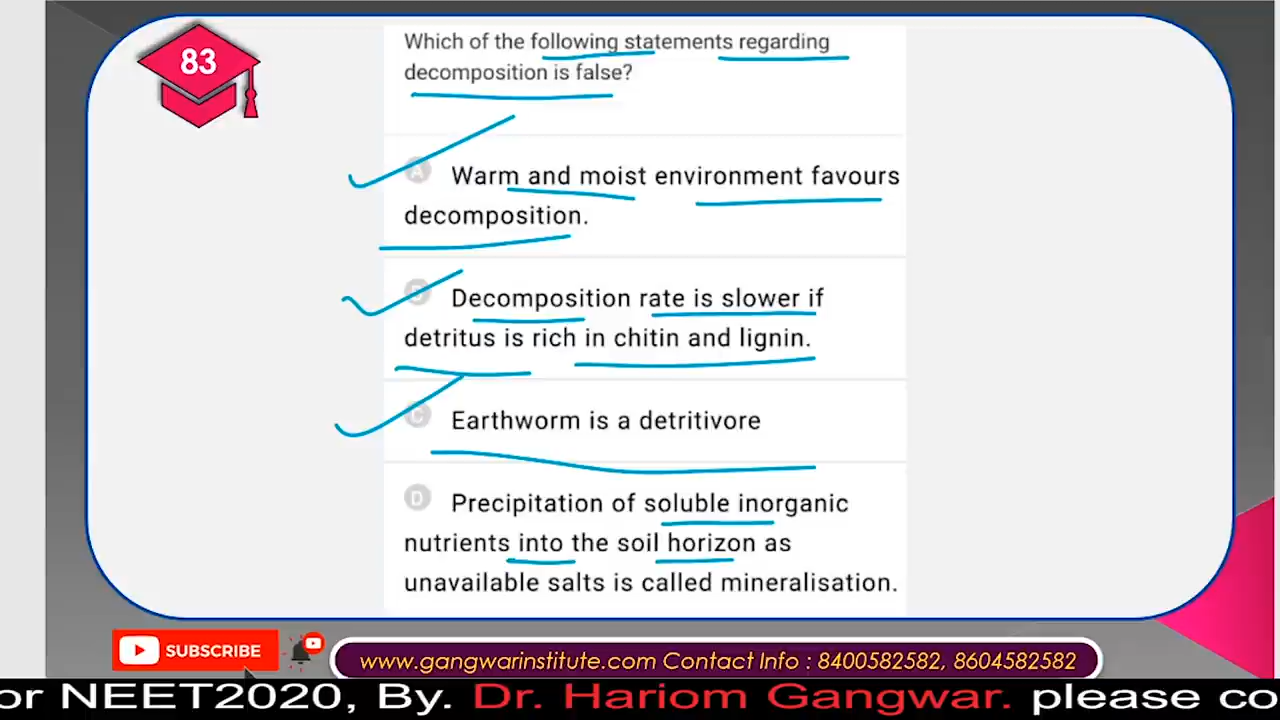 83
Which of the following statements regarding
decomposition is false?
A Warm and moist environment favours
decomposition.
B Decomposition rate is slower if
detritus is rich in chitin and lignin.
C Earthworm is a detritivore
D Precipitation of soluble inorganic
nutrients into the soil horizon as
unavailable salts is called mineralisation.
SUBSCRIBE
www.gangwarinstitute.com Contact Info : 8400582582, 8604582582
or NEET2020, By. Dr. Hariom Gangwar. please co